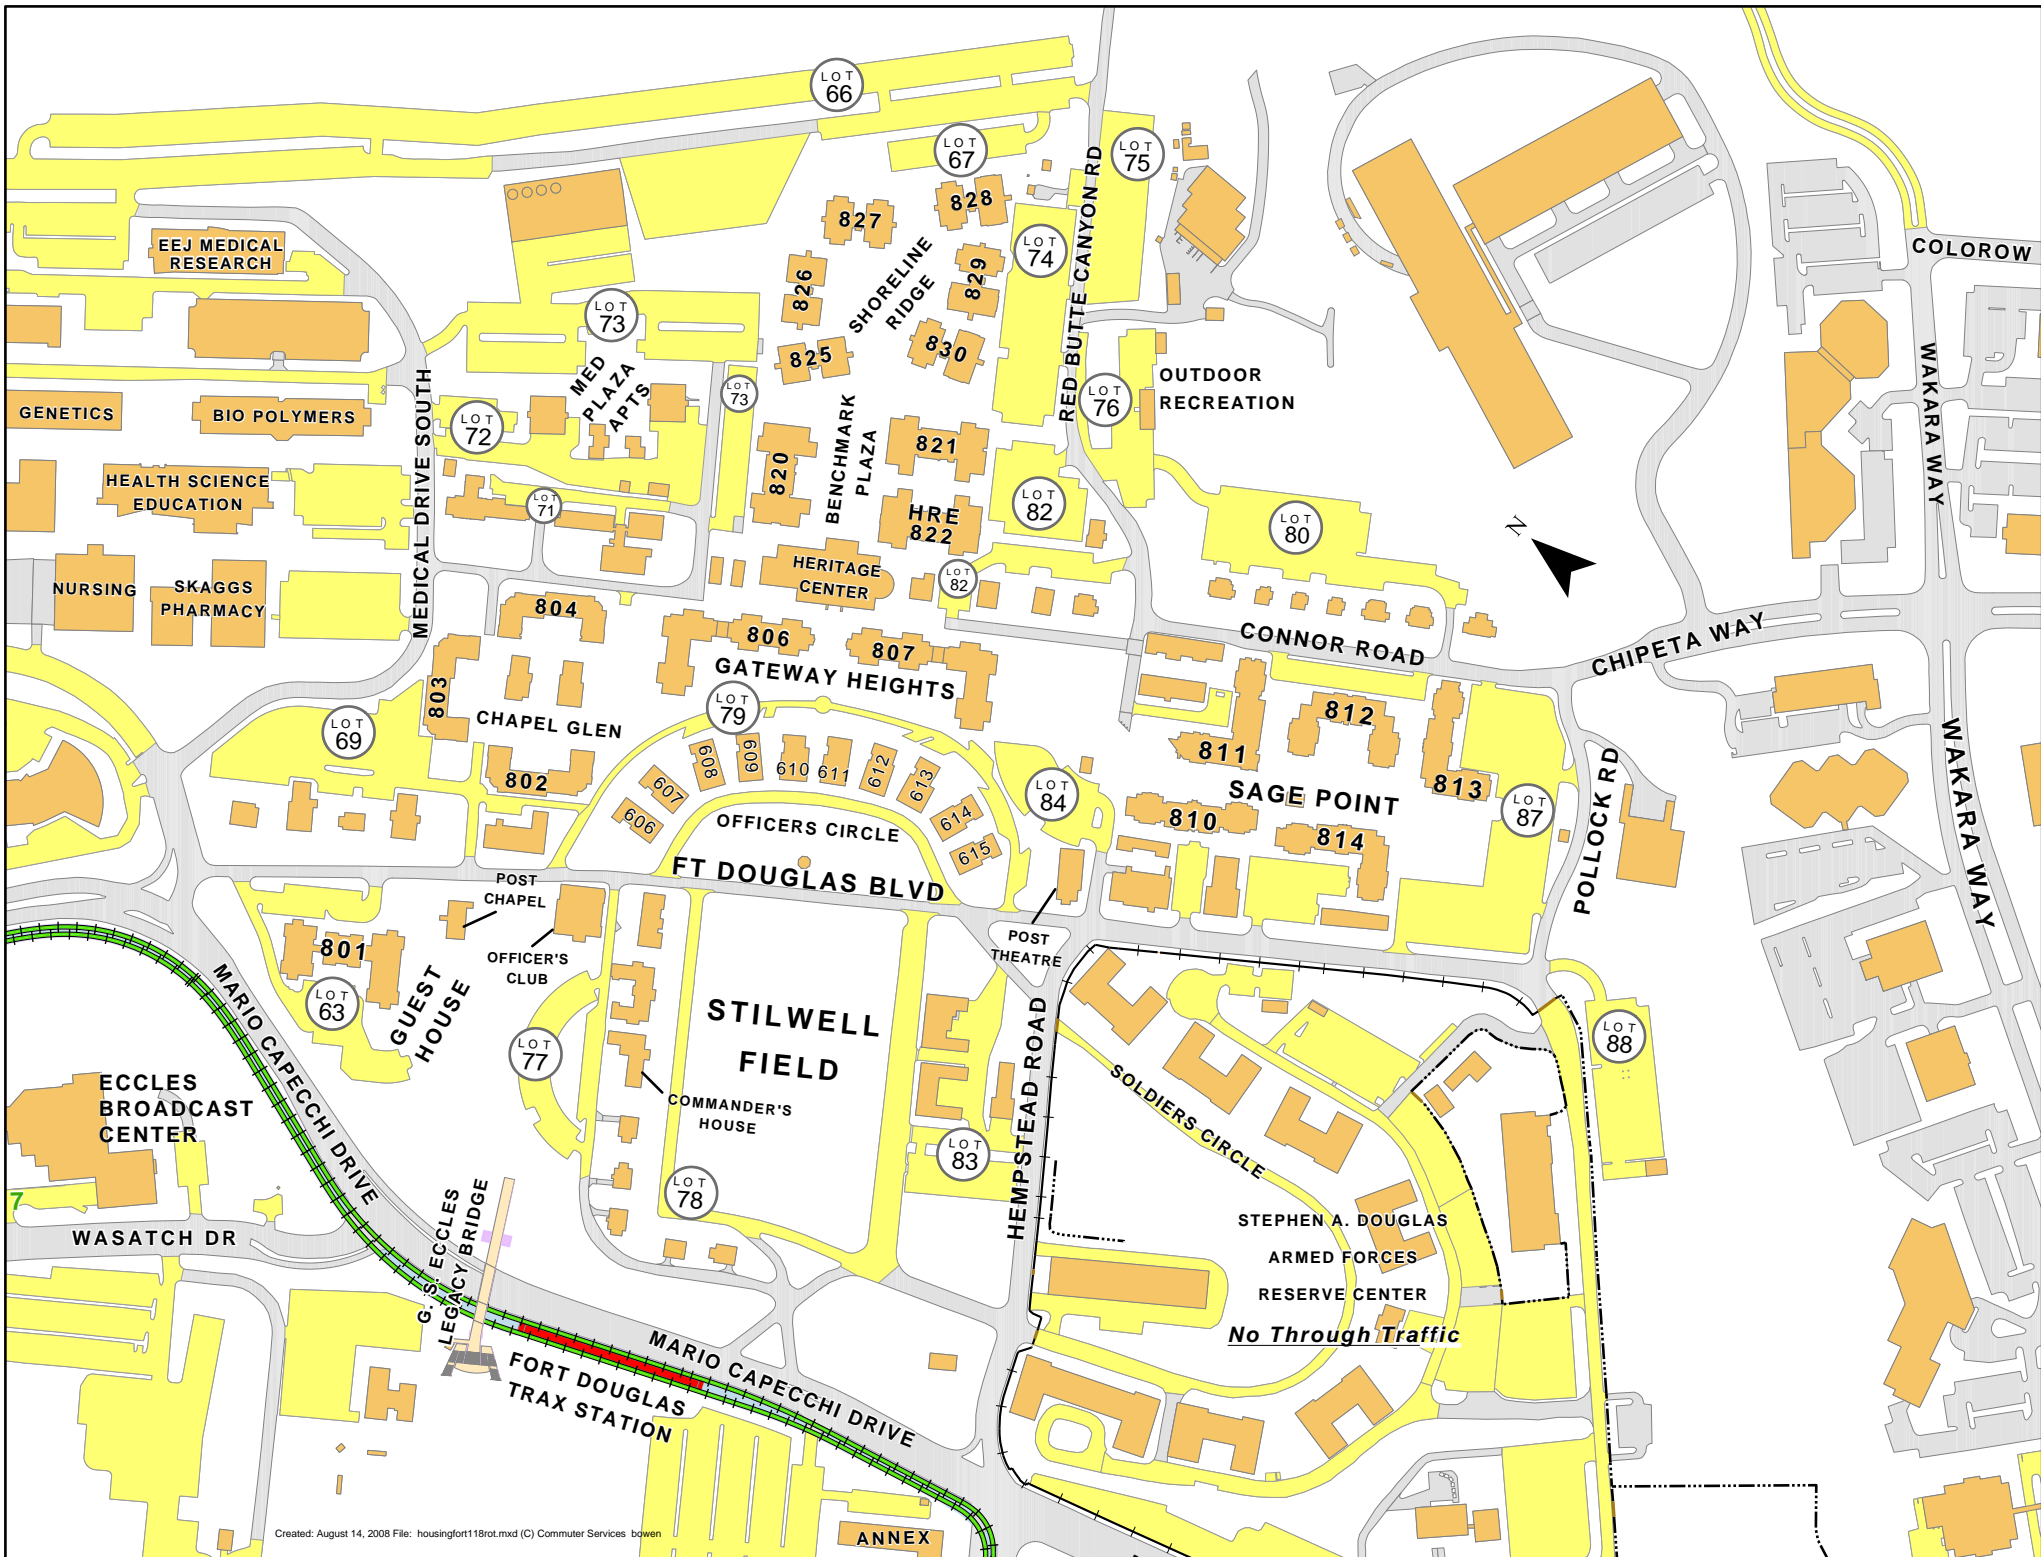 LOT
66
LOT
67
LOT
75
828
827
EEJ MEDICAL
RESEARCH
LOT
74
COLOROW
826
829
SHORELINE
RIDGE
LOT
73
830
825
RED BUTTE CANYON RD
MED
PLAZA
APTS
LOT
73
LOT
76
OUTDOOR
RECREATION
WAKARA WAY
GENETICS
BIO POLYMERS
LOT
72
MEDICAL DRIVE SOUTH
BENCHMARK
PLAZA
821
820
HEALTH SCIENCE
EDUCATION
LOT
71
HRE
822
LOT
82
LOT
80
N
HERITAGE
CENTER
LOT
82
NURSING
SKAGGS
PHARMACY
804
806
807
CONNOR ROAD
CHIPETA WAY
GATEWAY HEIGHTS
803
CHAPEL GLEN
LOT
79
LOT
69
812
811
802
813
SAGE POINT
608
609
610
611
612
613
607
606
614
615
LOT
84
810
814
LOT
87
POLLOCK RD
WAKARA WAY
OFFICERS CIRCLE
FT DOUGLAS BLVD
POST
CHAPEL
POST
THEATRE
801
OFFICER'S
CLUB
LOT
63
GUEST
HOUSE
STILWELL
FIELD
LOT
77
LOT
88
MARIO CAPECCHI DRIVE
HEMPSTEAD ROAD
SOLDIERS CIRCLE
ECCLES
BROADCAST
CENTER
COMMANDER'S
HOUSE
LOT
83
LOT
78
7
WASATCH DR
G. S. ECCLES
LEGACY BRIDGE
STEPHEN A. DOUGLAS
ARMED FORCES
RESERVE CENTER
No Through Traffic
MARIO CAPECCHI DRIVE
FORT DOUGLAS
TRAX STATION
Created: August 14, 2008 File: housingfort118rot.mxd (C) Commuter Services bowen
ANNEX